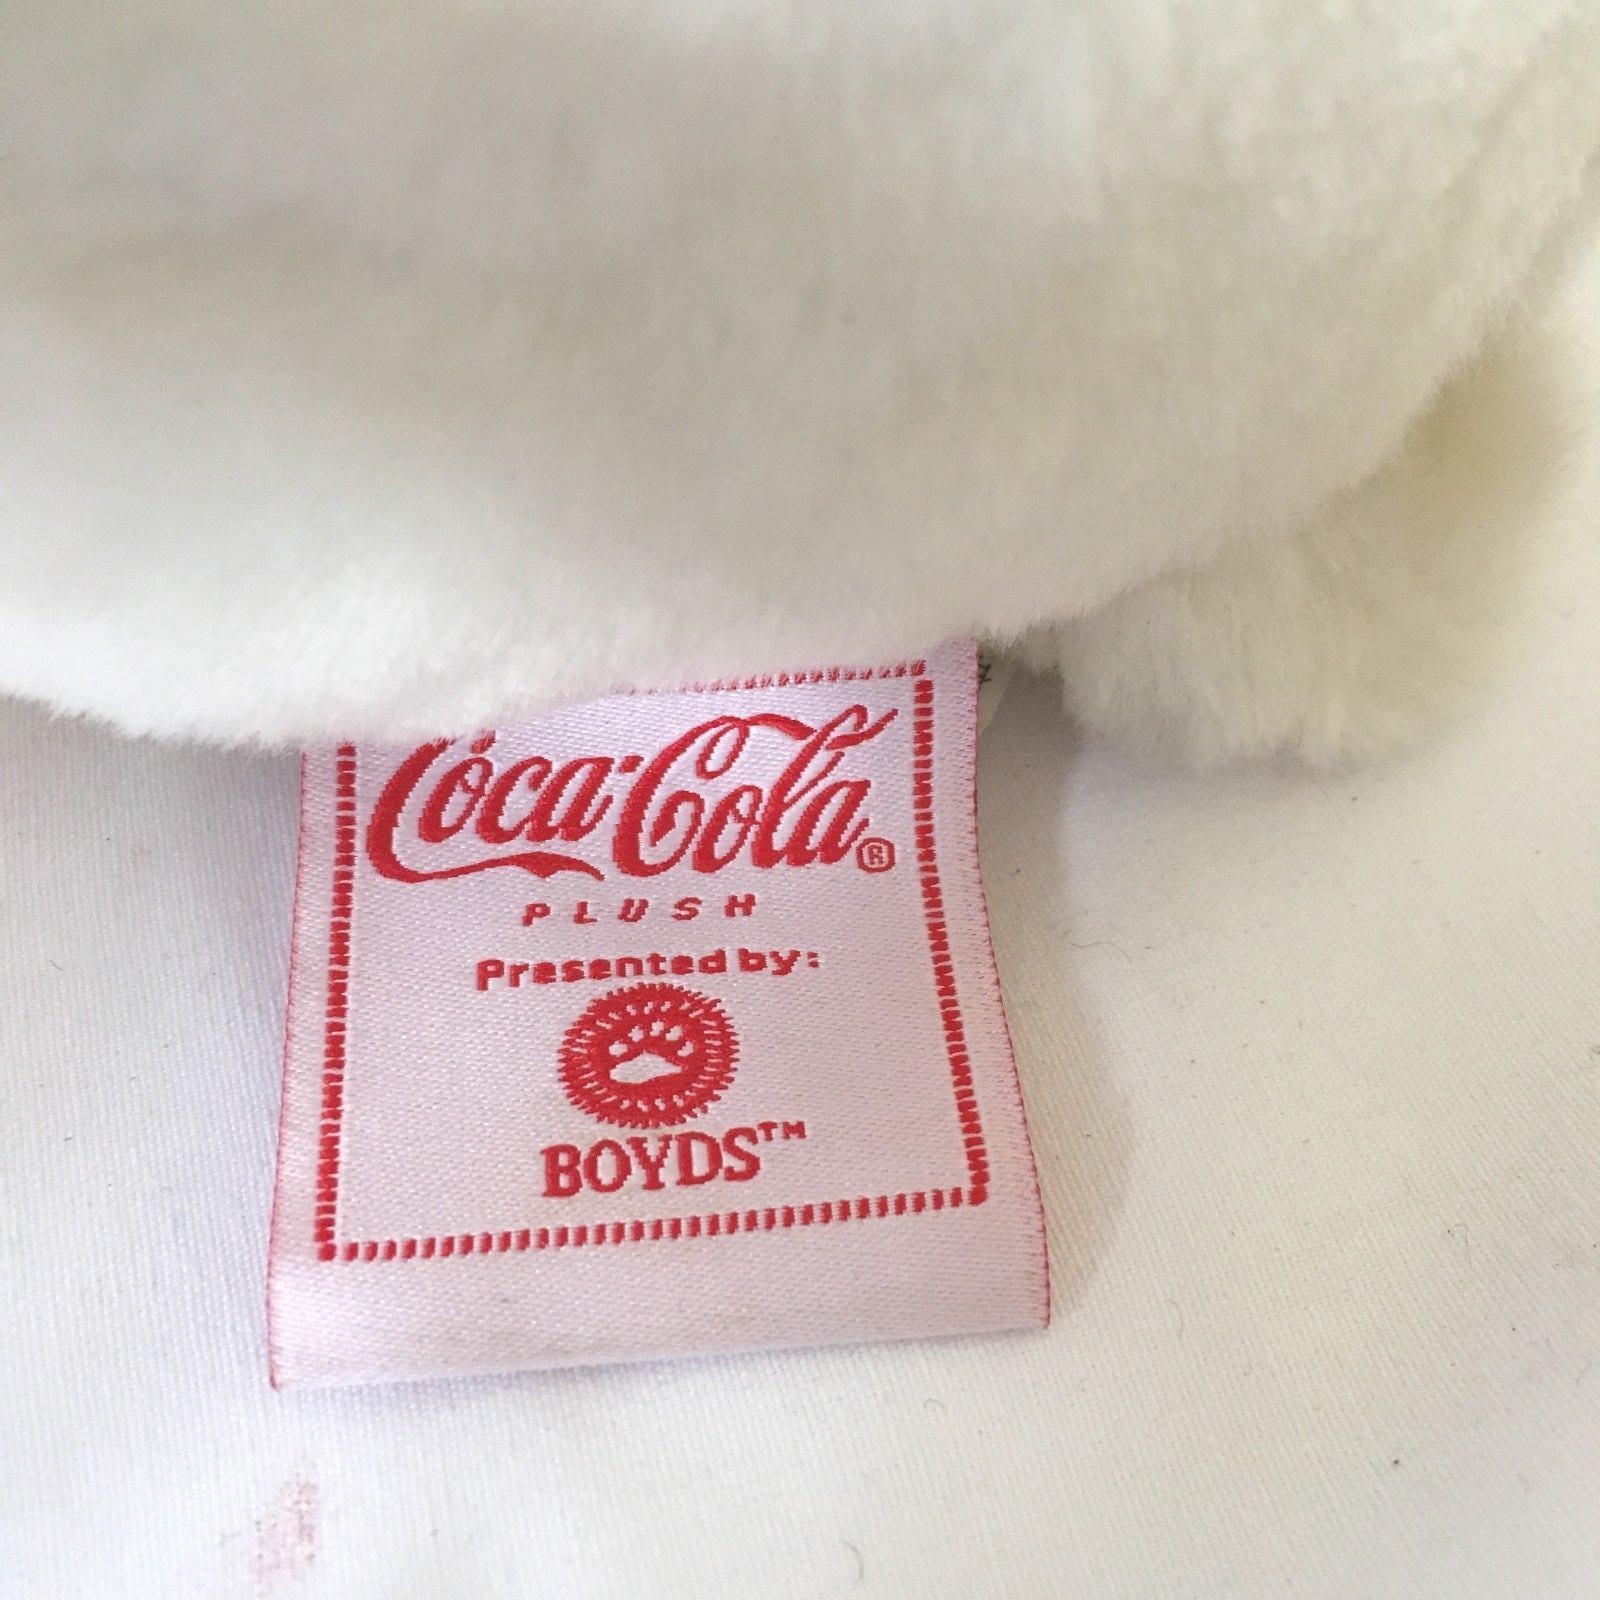 Coca-Cola®
PLUSH
Presented by:
BOYDS™